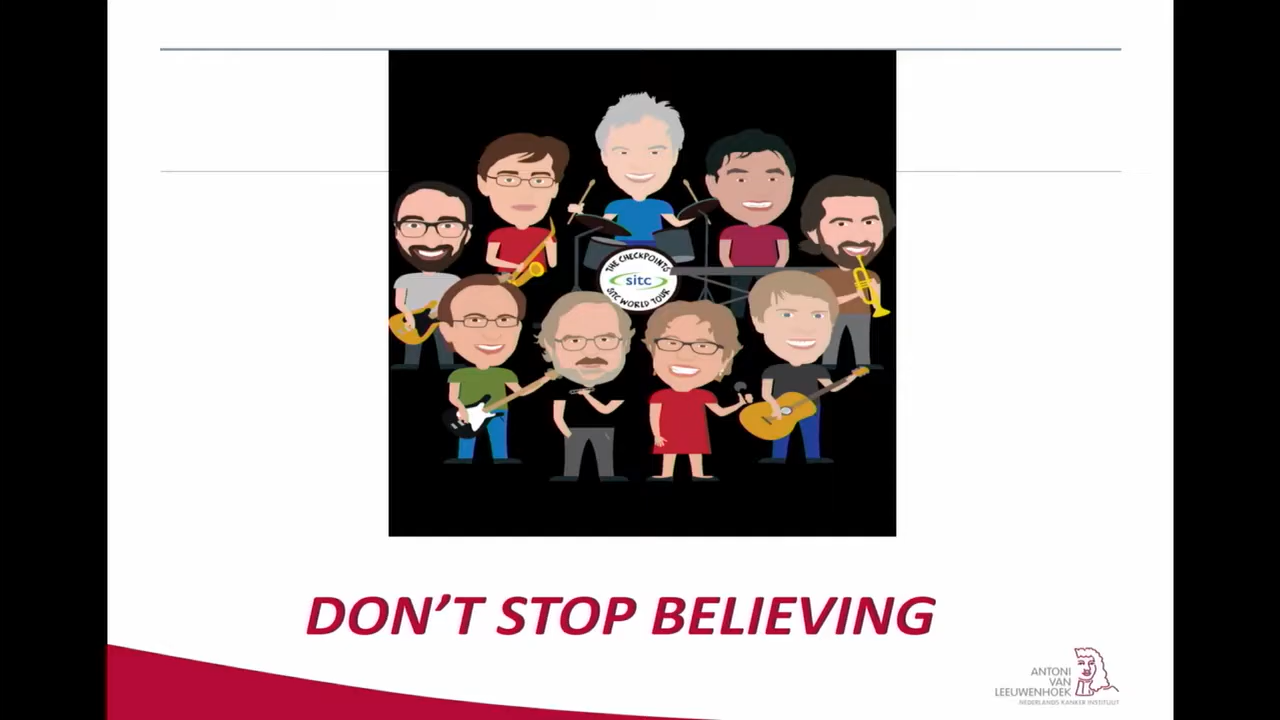 THE CHECKPOINTS
sitc
SITC WORLD TOUR
DON'T STOP BELIEVING
ANTONI
VAN
LEEUWENHOEK
NEDERLANDS KANKER INSTITUUT